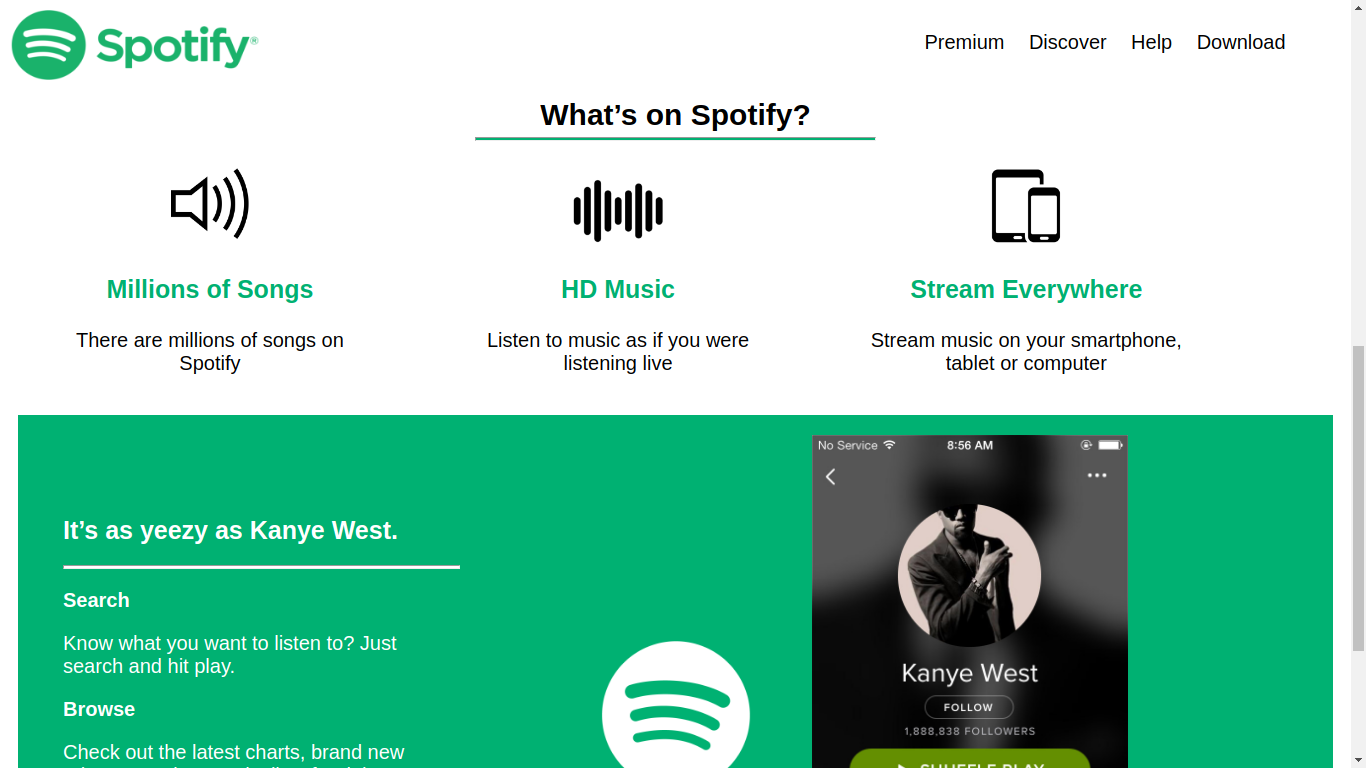 Spotify®
Premium Discover Help Download
What’s on Spotify?
Millions of Songs
There are millions of songs on
Spotify
HD Music
Listen to music as if you were
listening live
Stream Everywhere
Stream music on your smartphone,
tablet or computer
It’s as yeezy as Kanye West.
Search
Know what you want to listen to? Just
search and hit play.
Browse
Check out the latest charts, brand new
No Service 8:56 AM
Kanye West
FOLLOW
1,888,838 FOLLOWERS
SHUFFLE PLAY